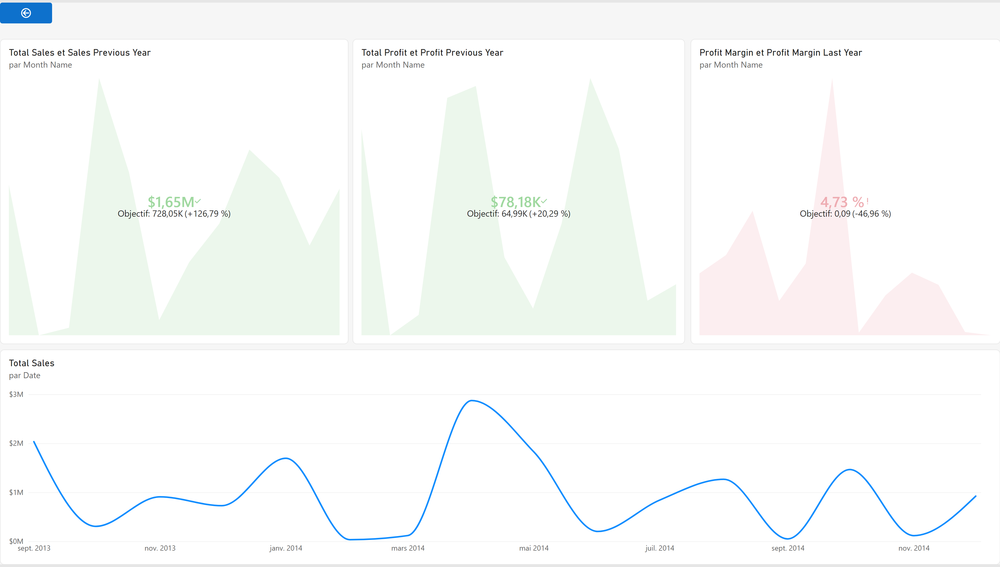 Total Sales et Sales Previous Year
par Month Name
$1,65M
Objectif: 728,05K (+126,79 %)
Total Profit et Profit Previous Year
par Month Name
$78,18K
Objectif: 64,99K (+20,29 %)
Profit Margin et Profit Margin Last Year
par Month Name
4,73 % !
Objectif: 0,09 (-46,96 %)
Total Sales
par Date
$3M
$2M
$1M
$0M
sept. 2013 nov. 2013 janv. 2014 mars 2014 mai 2014 juil. 2014 sept. 2014 nov. 2014